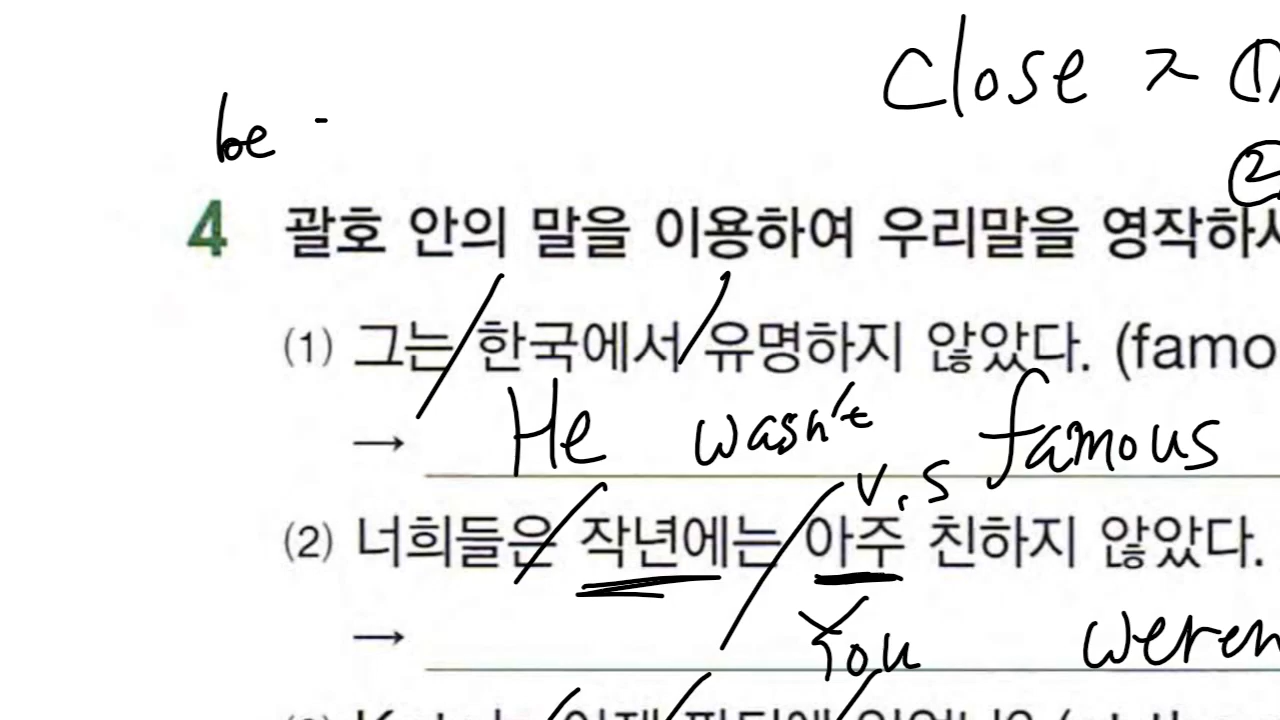 close ㅈ ①
be -
②
4 괄호 안의 말을 이용하여 우리말을 영작하시
(1) 그는 한국에서 유명하지 않았다. (famo
→ He wasn't famous
v.s
(2) 너희들은 작년에는 아주 친하지 않았다.
→ You weren